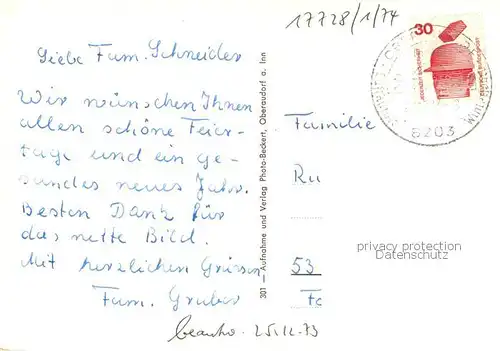 17728/1/74
Liebe Fam. Schneider
Wir wünschen Ihnen
allen schöne Feier-
tage und ein ge-
sundes neues Jahr.
Besten Dank für
das nette Bild.
Mit herzlichen Grüssen
Fam. Gruber
beantw. 25.12.73
301 — Aufnahme und Verlag Photo-Beckert, Oberaudorf a. Inn
30
8203
Familie
Ru
privacy protection
DanaMallany
53